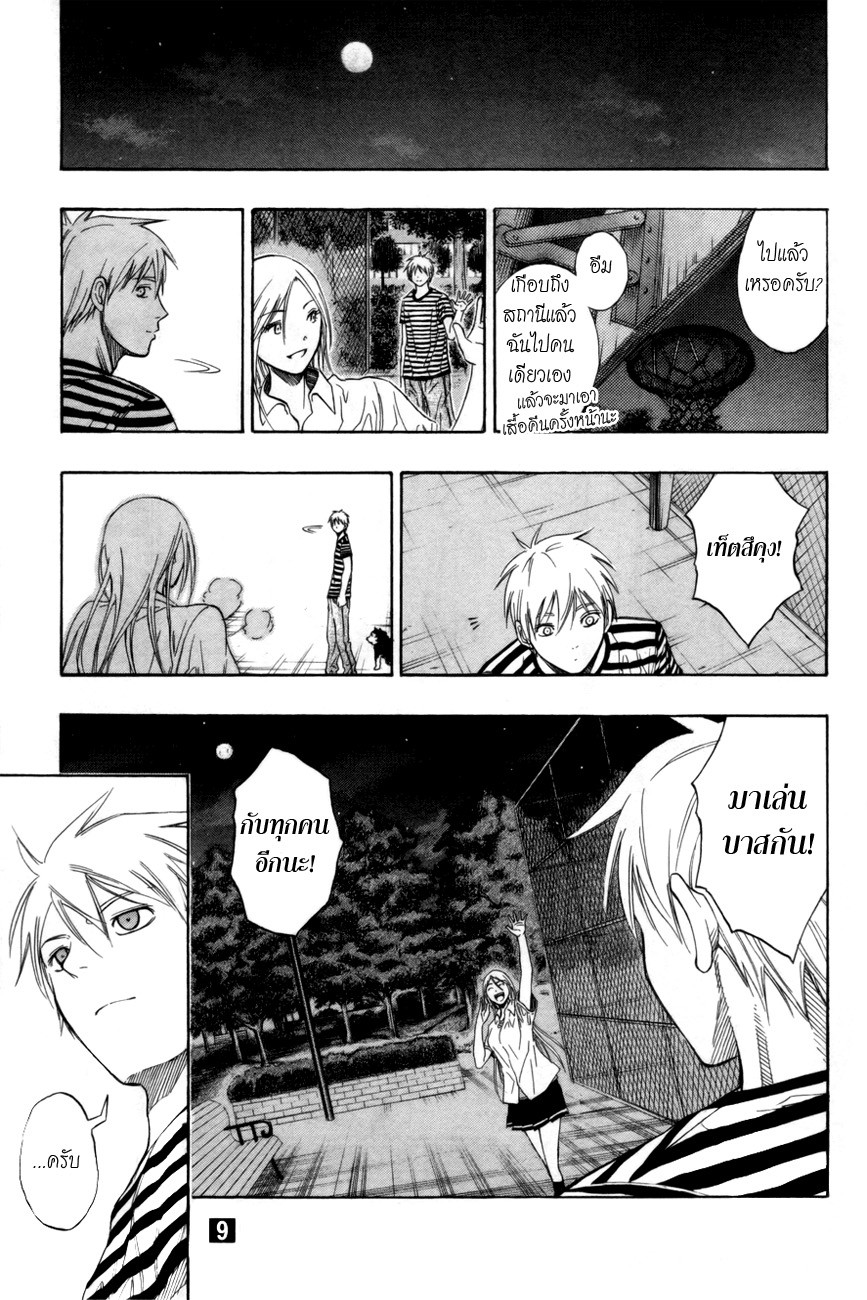 ไปแล้ว
เหรอครับ?
อืม
เกือบถึง
สถานีแล้ว
ฉันไปคน
เดียวเอง
แล้วจะมาเอา
เสื้อคืนครั้งหน้านะ
เท็ตสึคุง!
มาเล่น
บาสกัน!
กับทุกคน
อีกนะ!
...ครับ
9